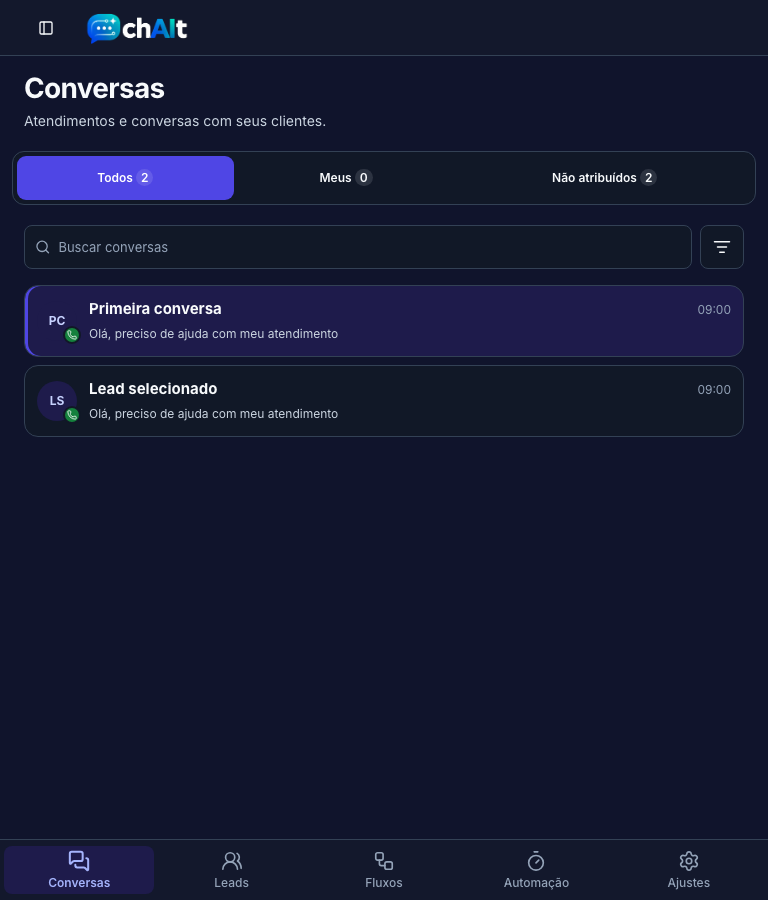 chAIt
Conversas
Atendimentos e conversas com seus clientes.
Todos 2 Meus 0 Não atribuídos 2
Buscar conversas
PC Primeira conversa 09:00
Olá, preciso de ajuda com meu atendimento
LS Lead selecionado 09:00
Olá, preciso de ajuda com meu atendimento
Conversas Leads Fluxos Automação Ajustes